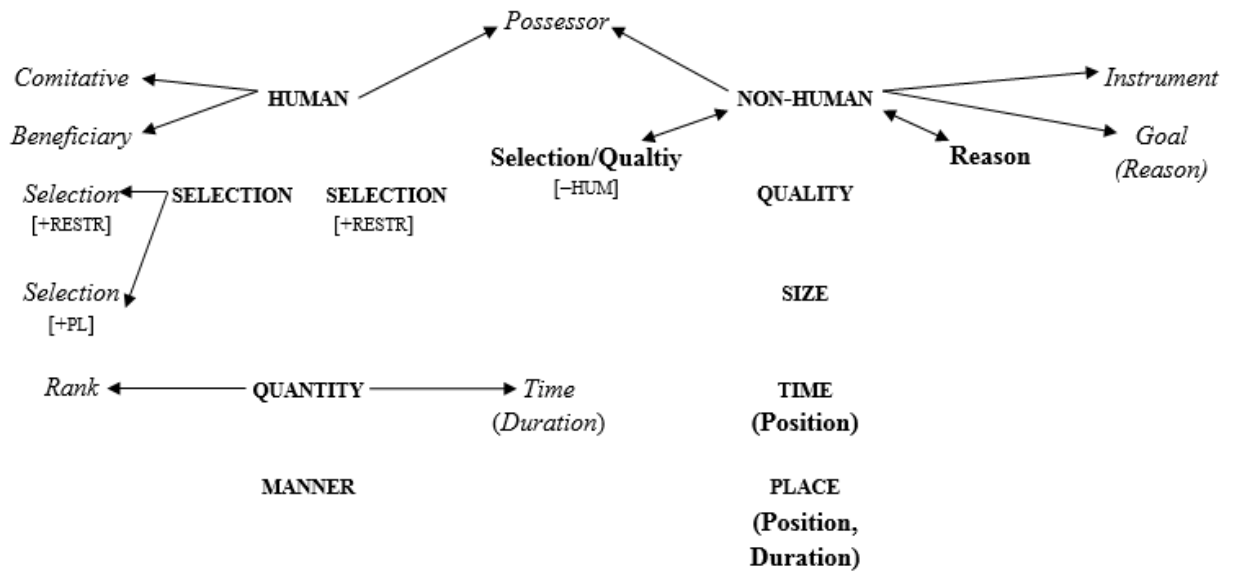 Possessor
Comitative
HUMAN
NON-HUMAN
Instrument
Beneficiary
Goal
(Reason)
Selection/Qualtiy
[–HUM]
Reason
Selection
[+RESTR]
SELECTION
SELECTION
[+RESTR]
QUALITY
Selection
[+PL]
SIZE
Rank
QUANTITY
Time
(Duration)
TIME
(Position)
MANNER
PLACE
(Position,
Duration)